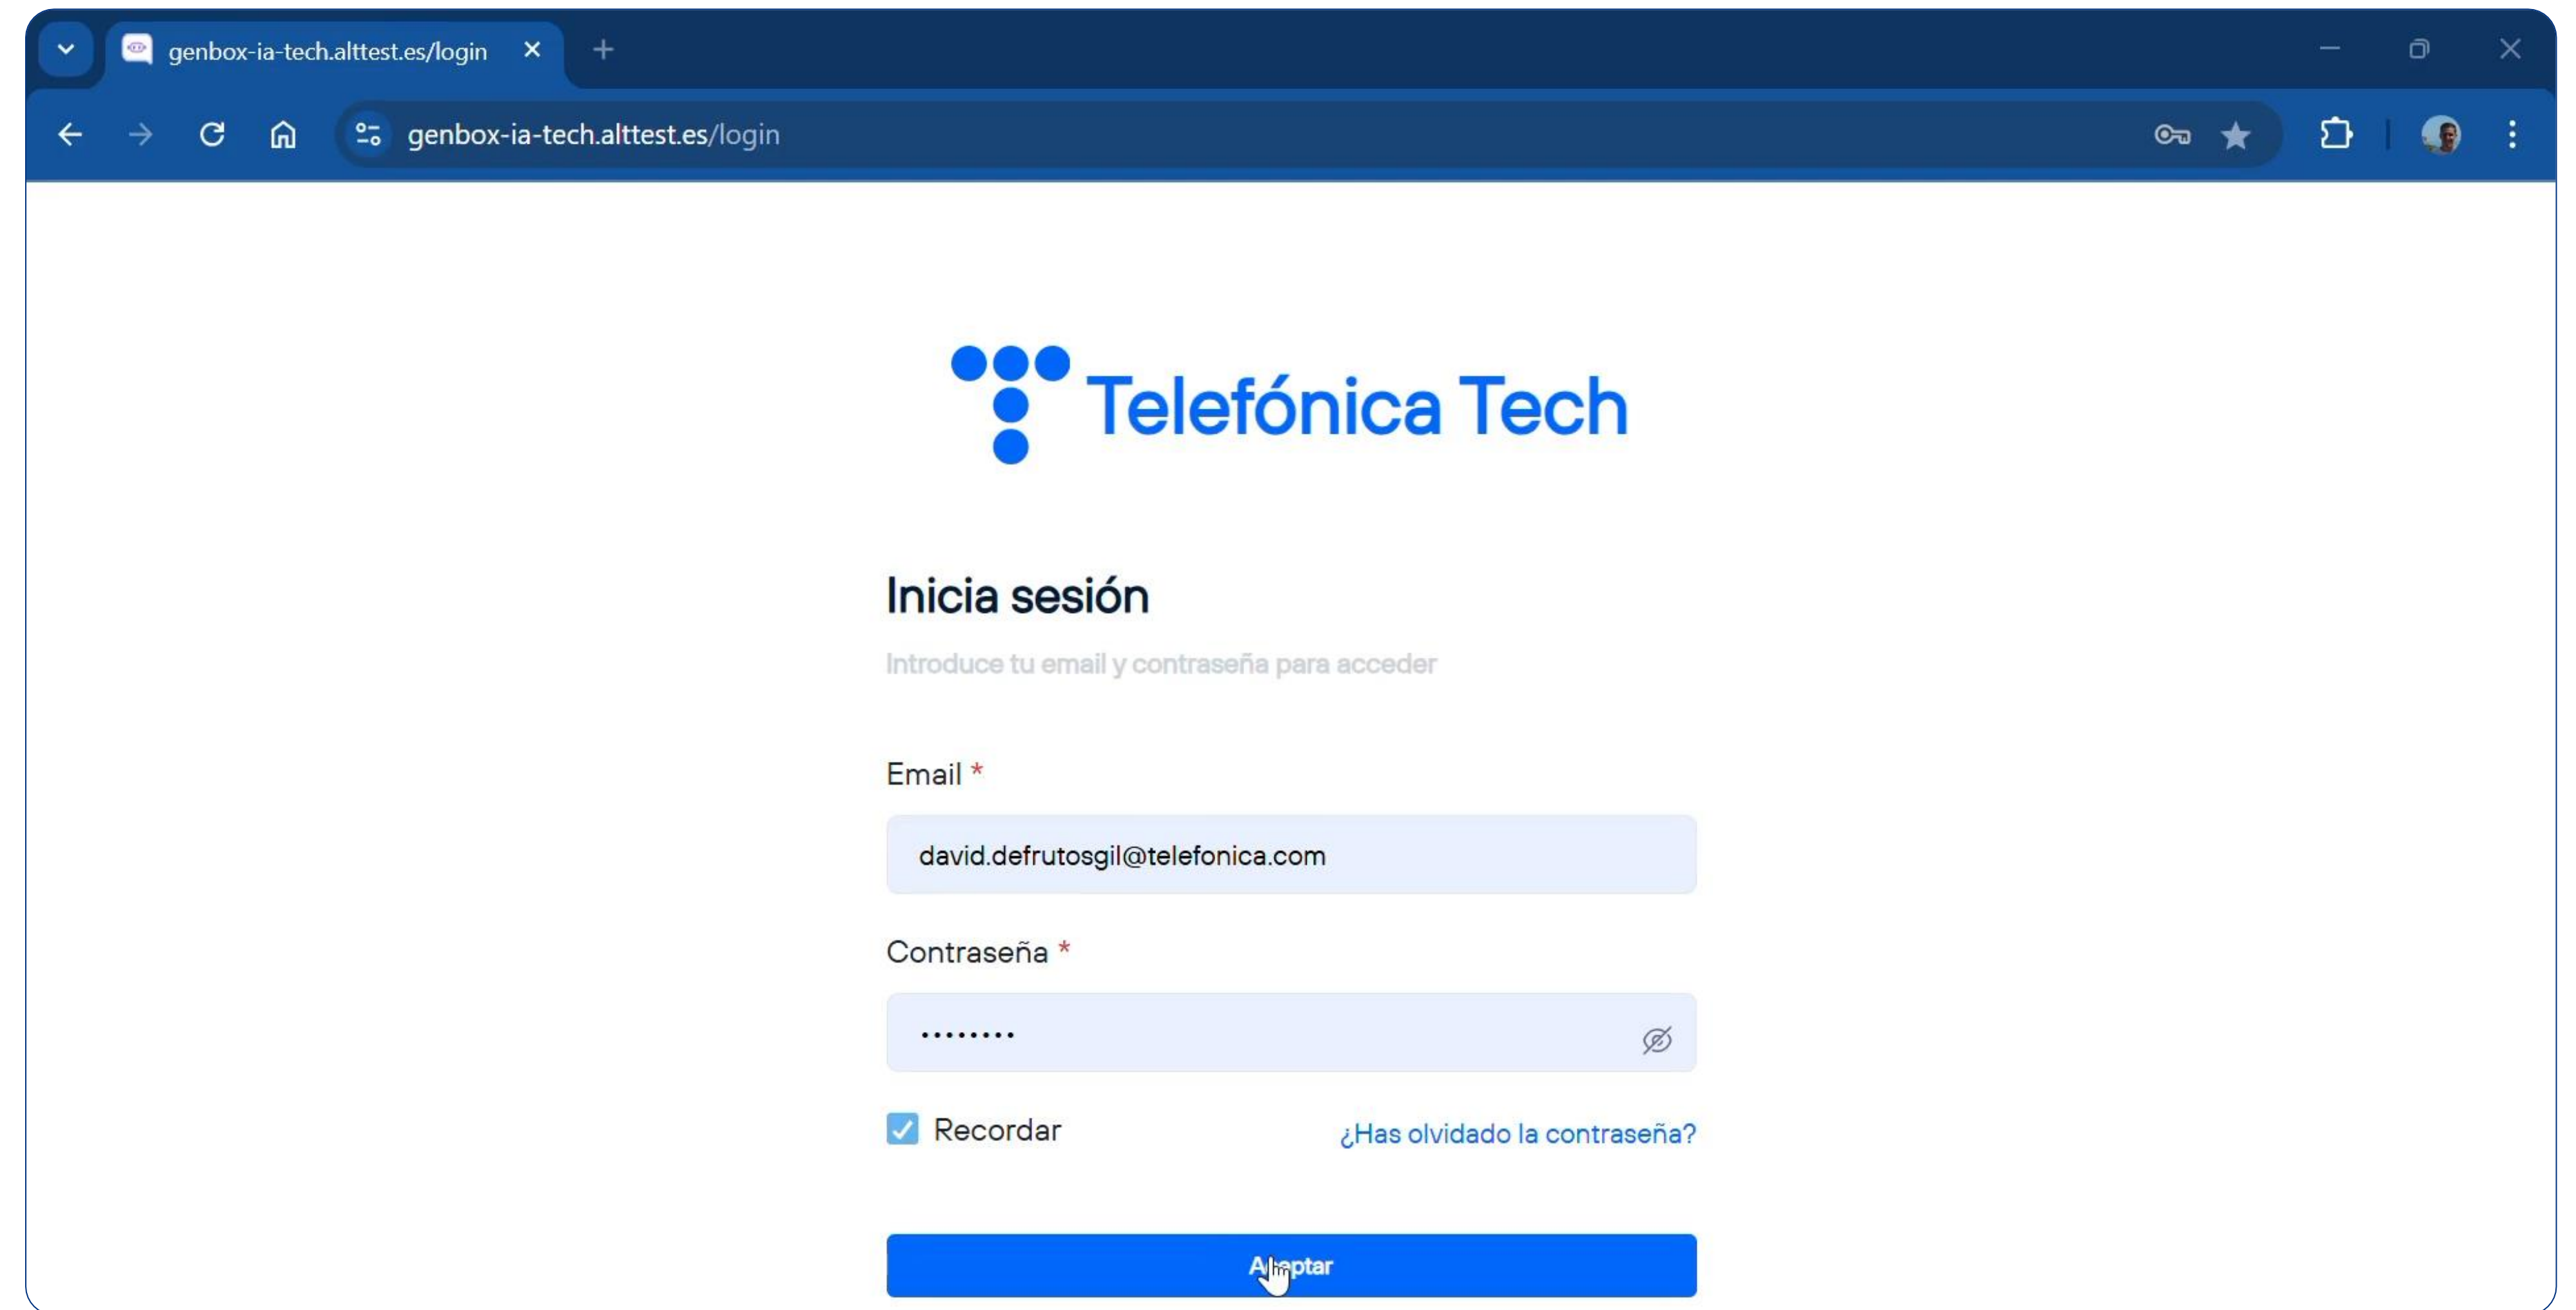 genbox-ia-tech.alttest.es/login
genbox-ia-tech.alttest.es/login
Telefónica Tech
Inicia sesión
Introduce tu email y contraseña para acceder
Email *
david.defrutosgil@telefonica.com
Contraseña *
••••••••
Recordar
¿Has olvidado la contraseña?
Aceptar